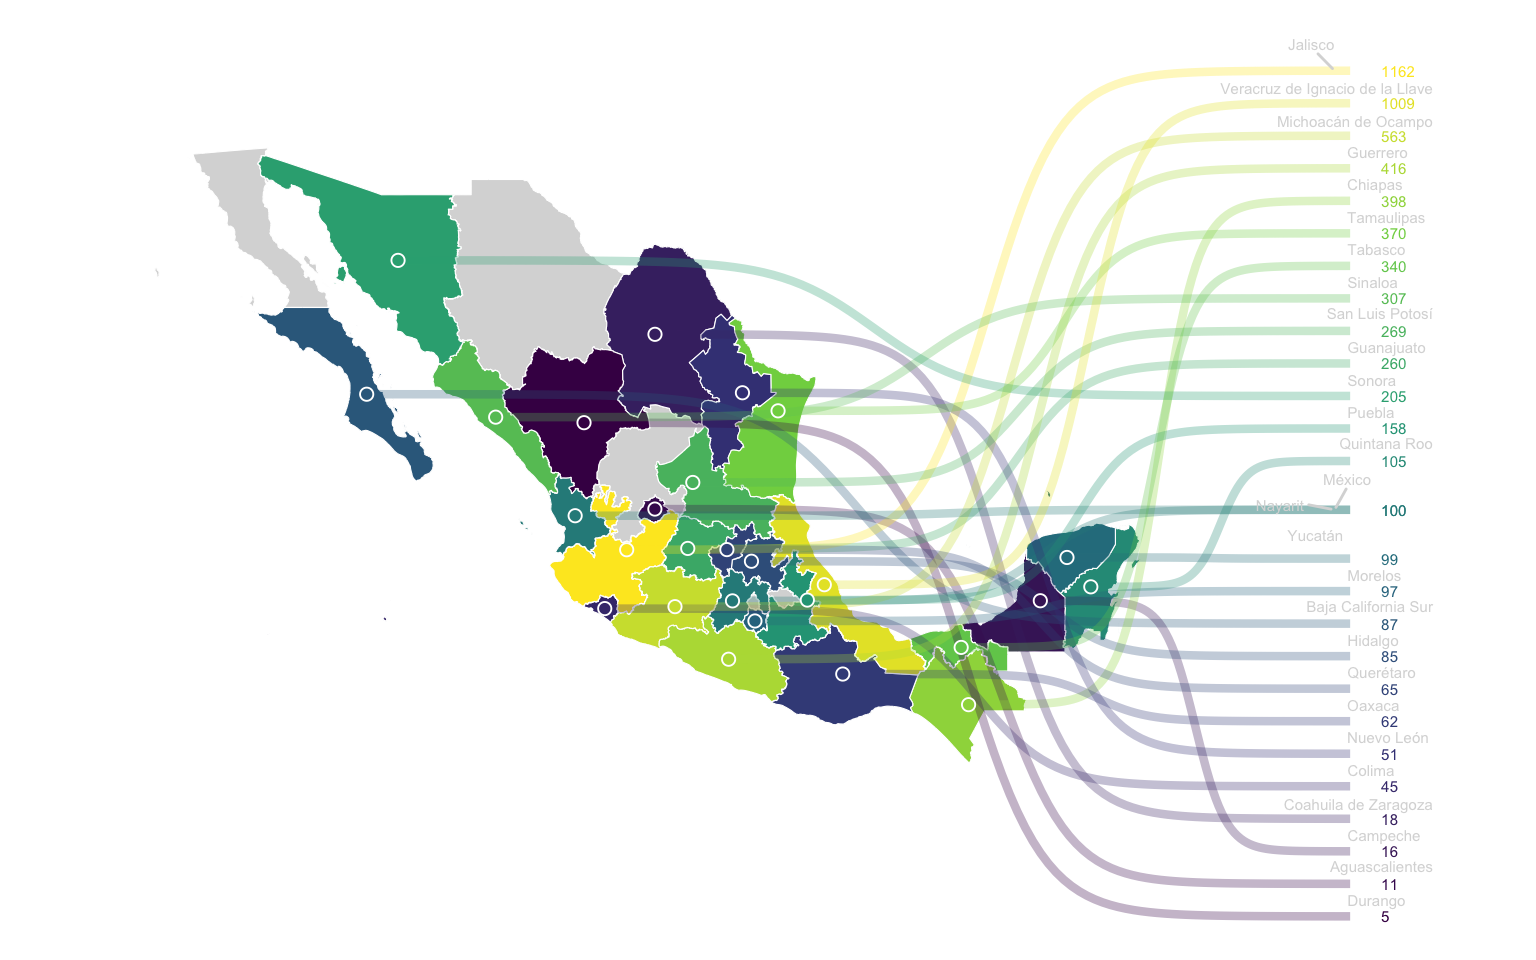 Jalisco
1162
Veracruz de Ignacio de la Llave
1009
Michoacán de Ocampo
563
Guerrero
416
Chiapas
398
Tamaulipas
370
Tabasco
340
Sinaloa
307
San Luis Potosí
269
Guanajuato
260
Sonora
205
Puebla
158
Quintana Roo
105
México
Nayarit
100
Yucatán
99
Morelos
97
Baja California Sur
87
Hidalgo
85
Querétaro
65
Oaxaca
62
Nuevo León
51
Colima
45
Coahuila de Zaragoza
18
Campeche
16
Aguascalientes
11
Durango
5